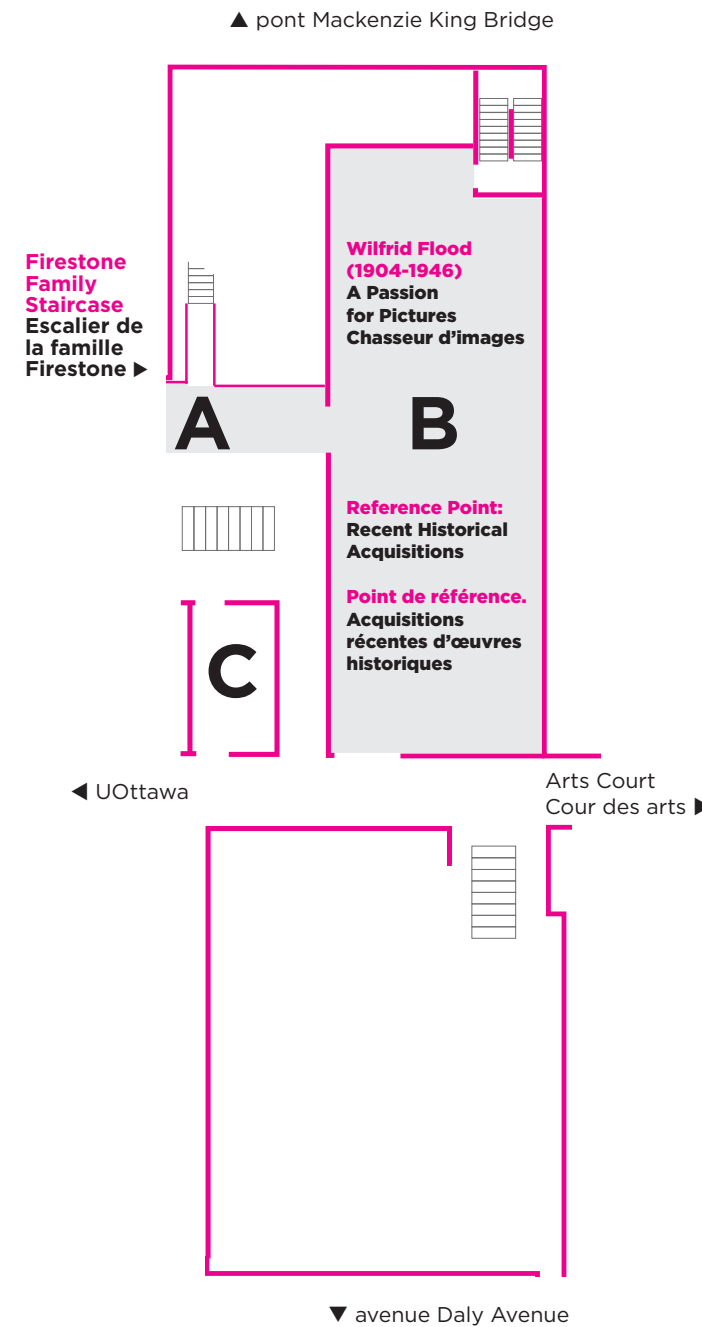 ▲ pont Mackenzie King Bridge
Firestone
Family
Staircase
Escalier de
la famille
Firestone ▶
Wilfrid Flood
(1904-1946)
A Passion
for Pictures
Chasseur d’images
A
B
Reference Point:
Recent Historical
Acquisitions
Point de référence.
Acquisitions
récentes d’œuvres
historiques
C
◀ UOttawa
Arts Court
Cour des arts ▶
▼ avenue Daly Avenue